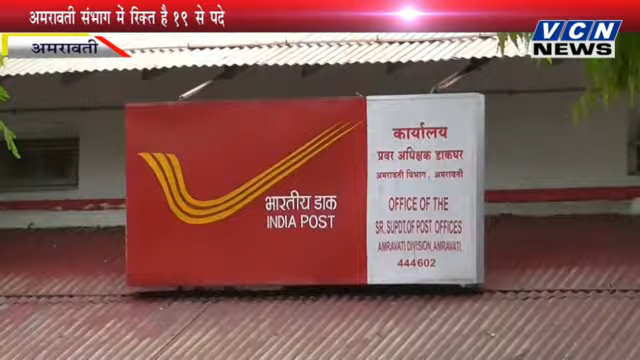 अमरावती संभाग में रिक्त है १९ से पदे
अमरावती
VCN
NEWS
भारतीय डाक
INDIA POST
कार्यालय
प्रवर अधिक्षक डाकघर
अमरावती विभाग, अमरावती
OFFICE OF THE
SR. SUPDT.OF POST OFFICES
AMRAVATI DIVISION,AMRAVATI
444602